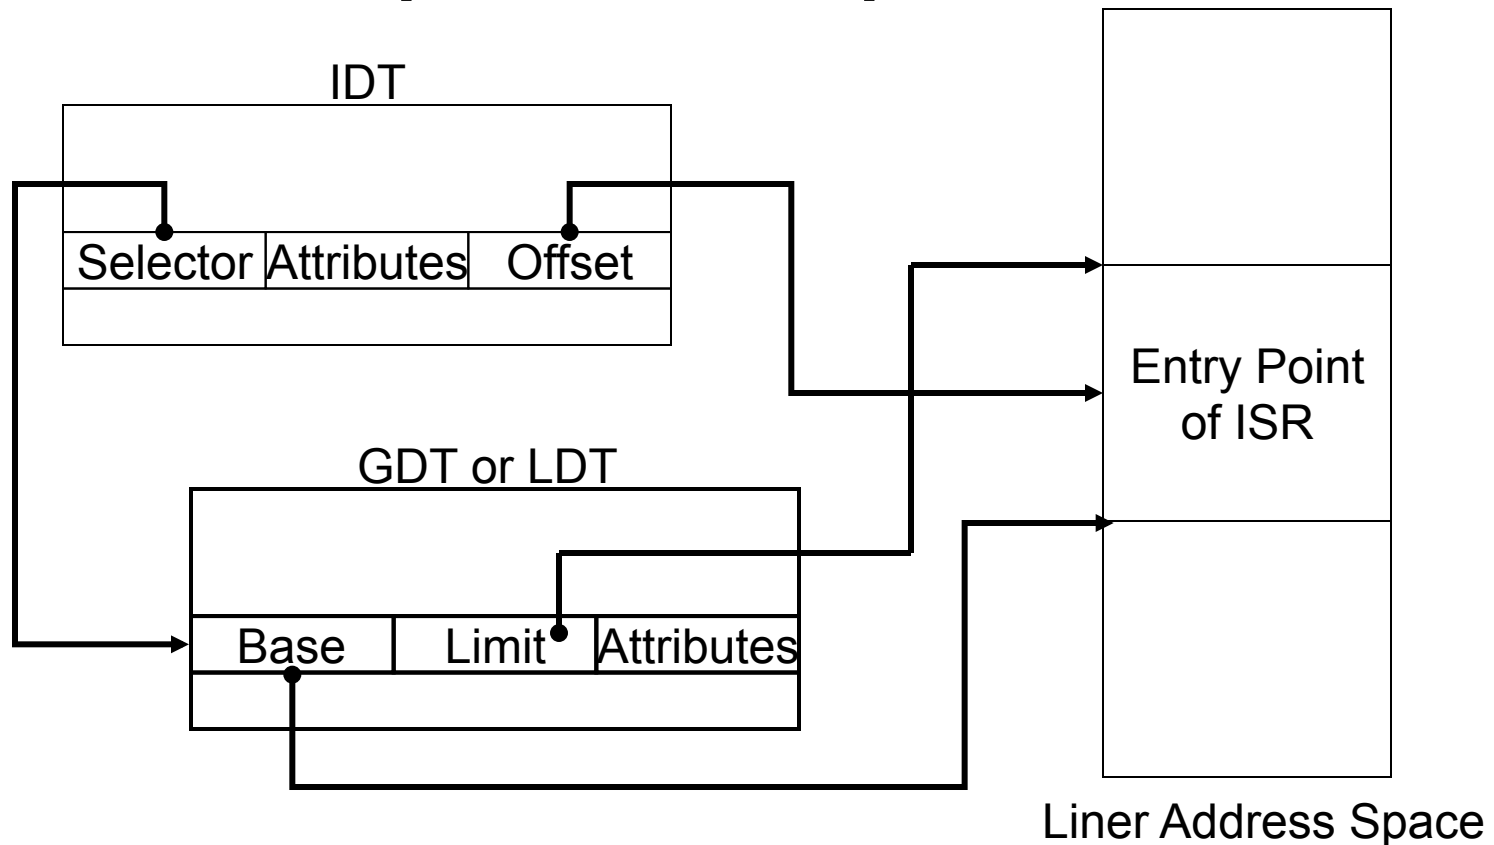 IDT
Selector Attributes Offset
GDT or LDT
Base Limit Attributes
Entry Point
of ISR
Liner Address Space